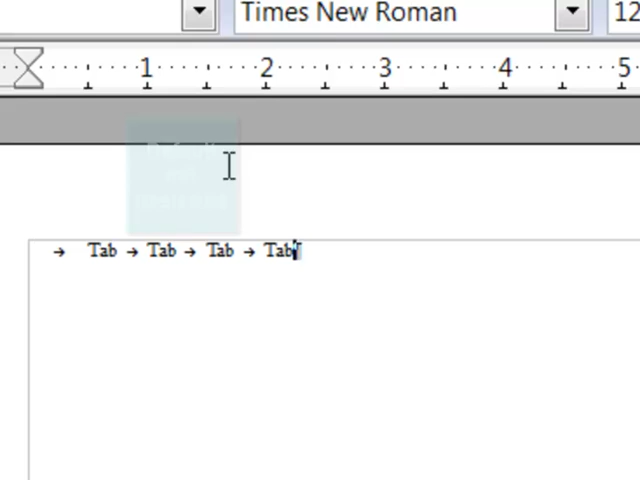 Times New Roman 12
1 2 3 4 5
→ Tab → Tab → Tab → Tab¶